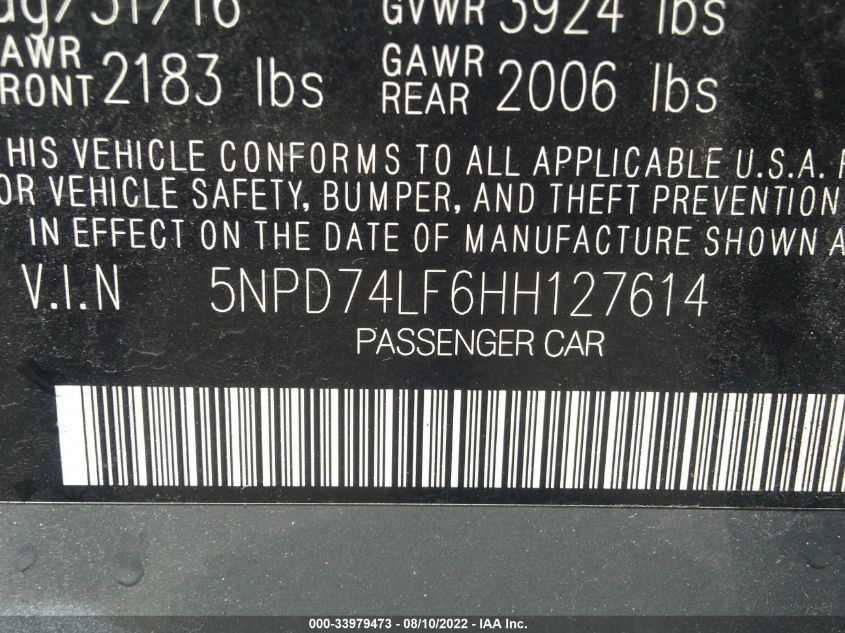 GVWR 3924 lbs
GAWR FRONT 2183 lbs GAWR REAR 2006 lbs
THIS VEHICLE CONFORMS TO ALL APPLICABLE U.S.A.
OR VEHICLE SAFETY, BUMPER, AND THEFT PREVENTION
IN EFFECT ON THE DATE OF MANUFACTURE SHOWN A
V.I.N 5NPD74LF6HH127614
PASSENGER CAR
000-33979473 — 08/10/2022 — IAA Inc.